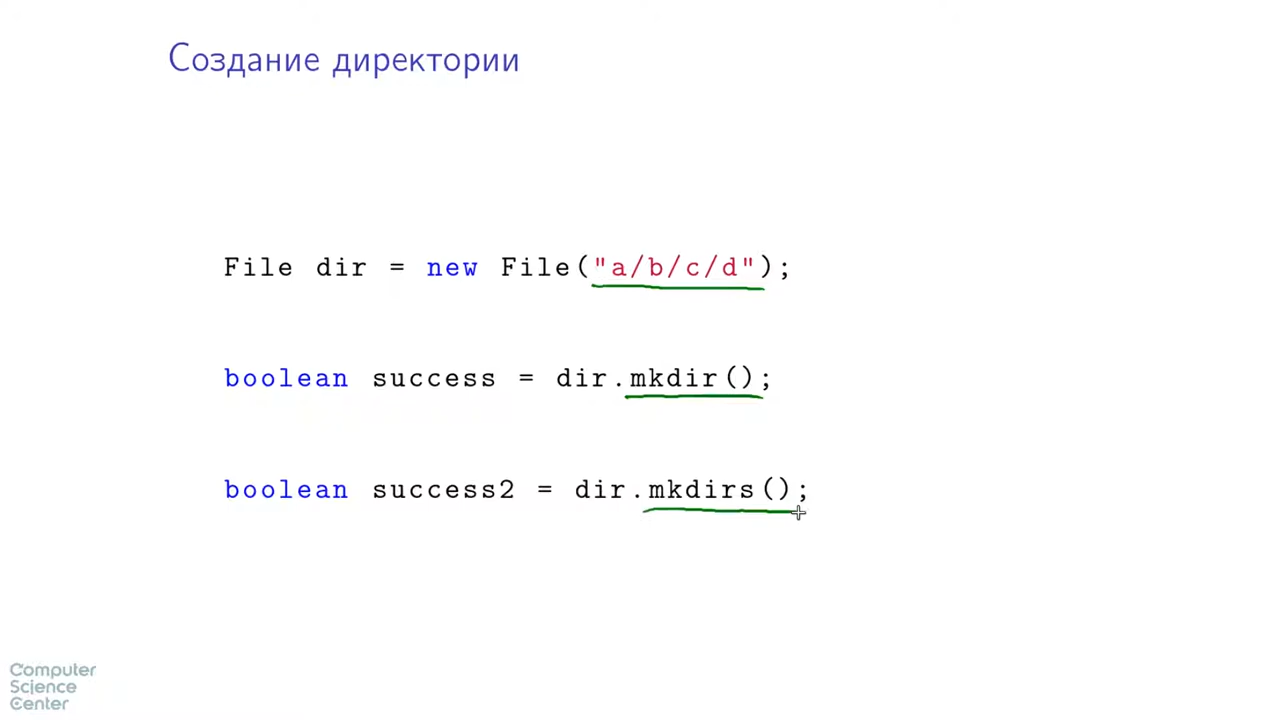 Создание директории
File dir = new File("a/b/c/d");
boolean success = dir.mkdir();
boolean success2 = dir.mkdirs();
Computer
Science
Center